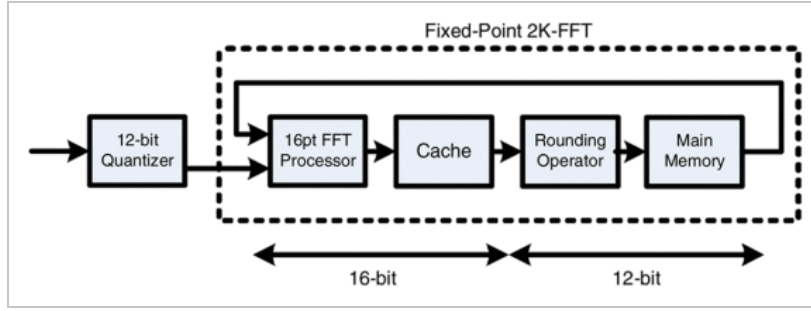 Fixed-Point 2K-FFT
12-bit
Quantizer
16pt FFT
Processor
Cache
Rounding
Operator
Main
Memory
16-bit
12-bit